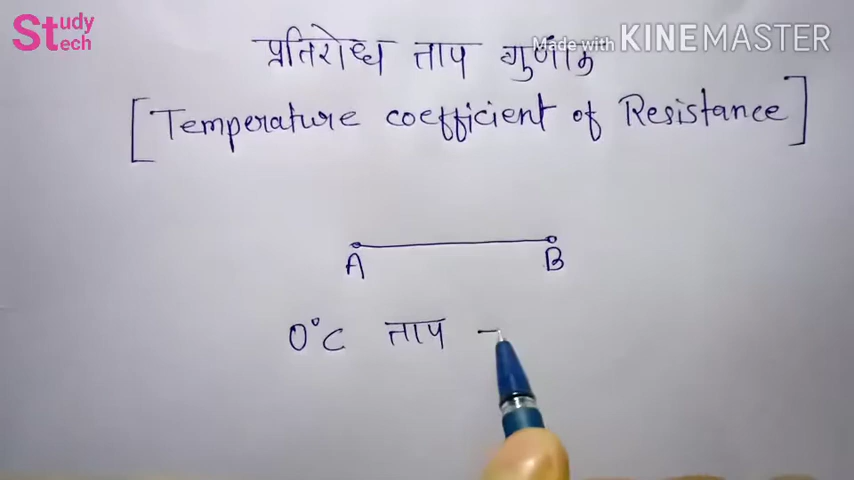 Study
tech
Made with KINEMASTER
प्रतिरोध ताप गुणांक
[Temperature coefficient of Resistance]
A B
0°C ताप -